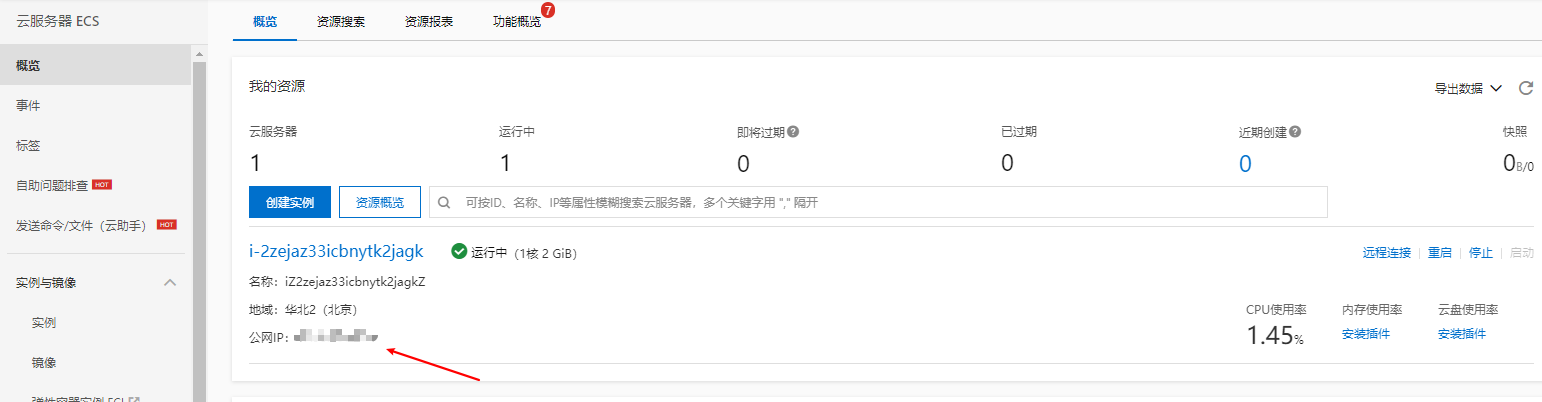 云服务器 ECS
概览
事件
标签
自助问题排查 HOT
发送命令/文件（云助手） HOT
实例与镜像
实例
镜像
概览 资源搜索 资源报表 功能概览 7
我的资源
导出数据
云服务器 运行中 即将过期 已过期 近期创建 快照
1 1 0 0 0 0B/0
创建实例 资源概览 可按ID、名称、IP等属性模糊搜索云服务器，多个关键字用 "," 隔开
i-2zejaz33icbnytk2jagk 运行中（1核 2 GiB） 远程连接 重启 停止 启动
名称：iZ2zejaz33icbnytk2jagkZ
地域：华北2（北京）
公网IP：
CPU使用率 内存使用率 云盘使用率
1.45% 安装插件 安装插件